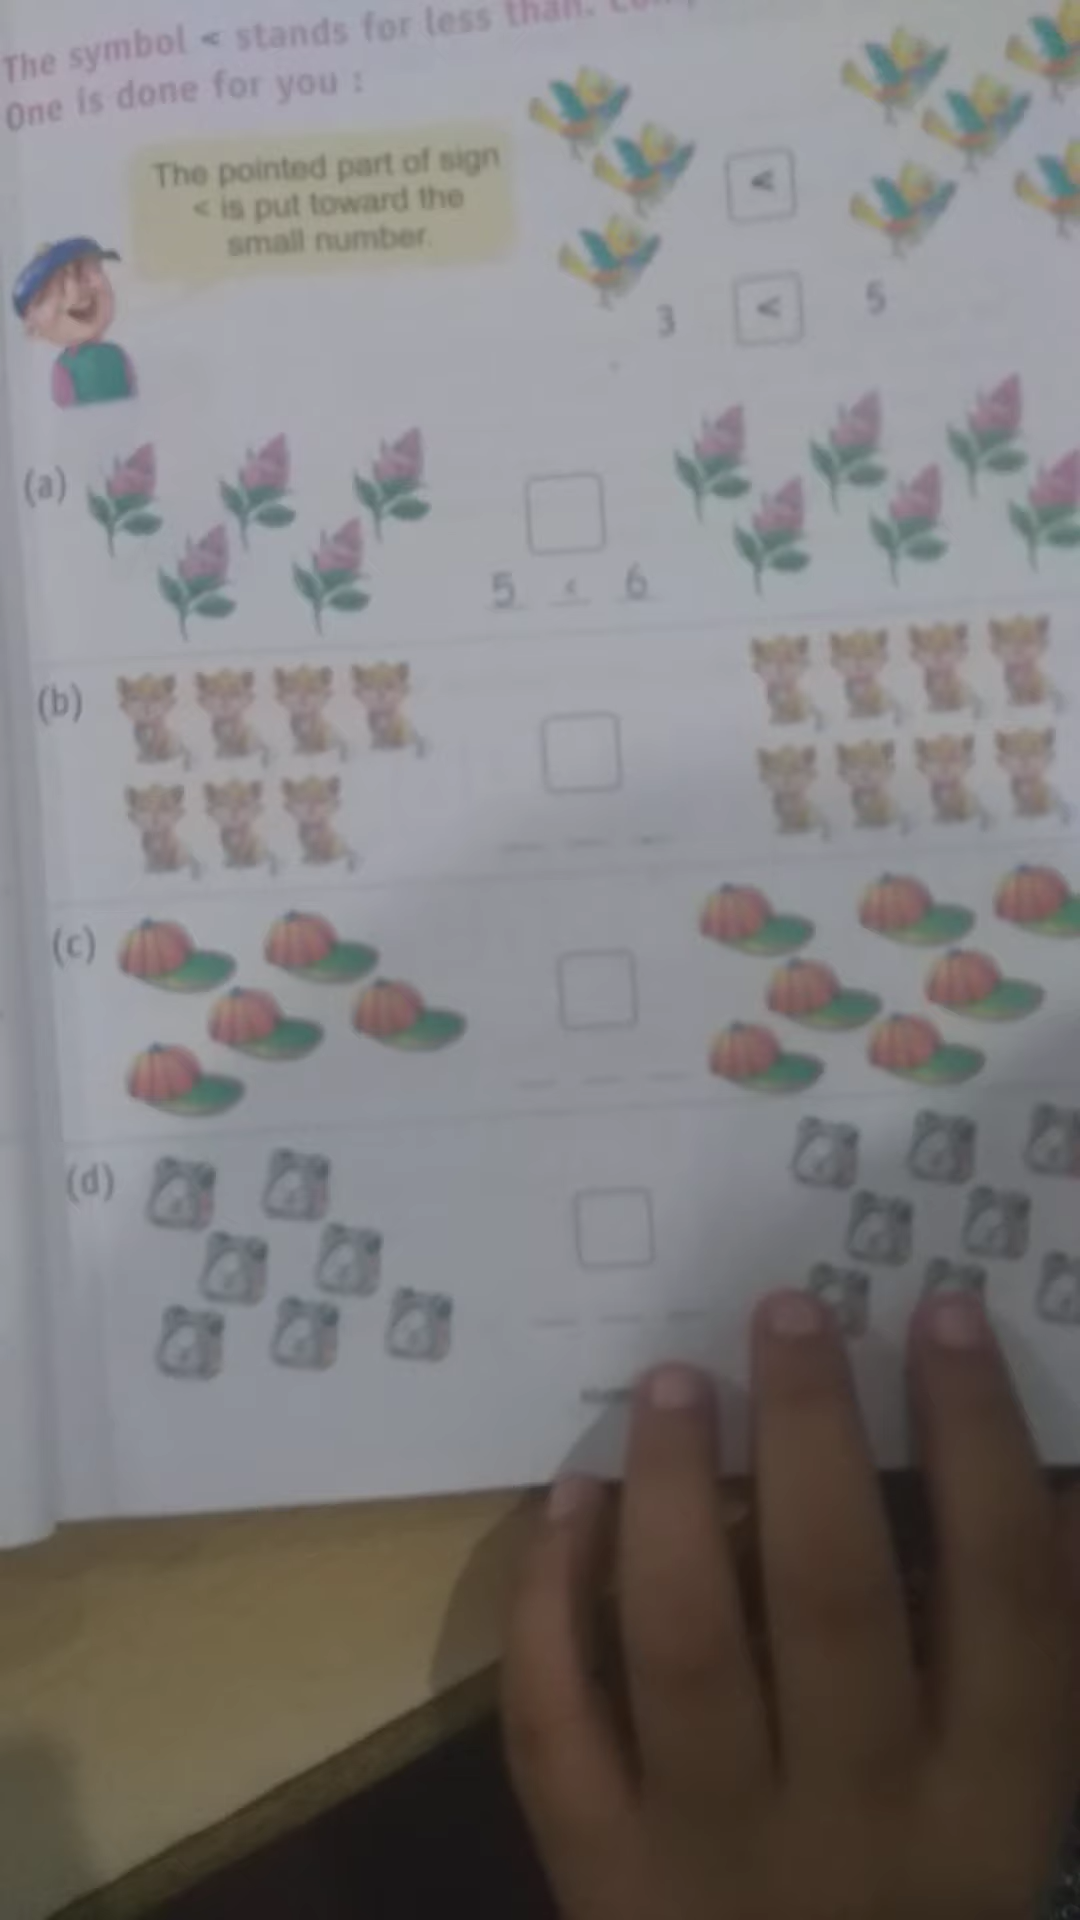 The symbol < stands for less than.
One is done for you :
The pointed part of sign
< is put toward the
small number.
<
3 < 5
(a)
5 < 6
(b)
(c)
(d)